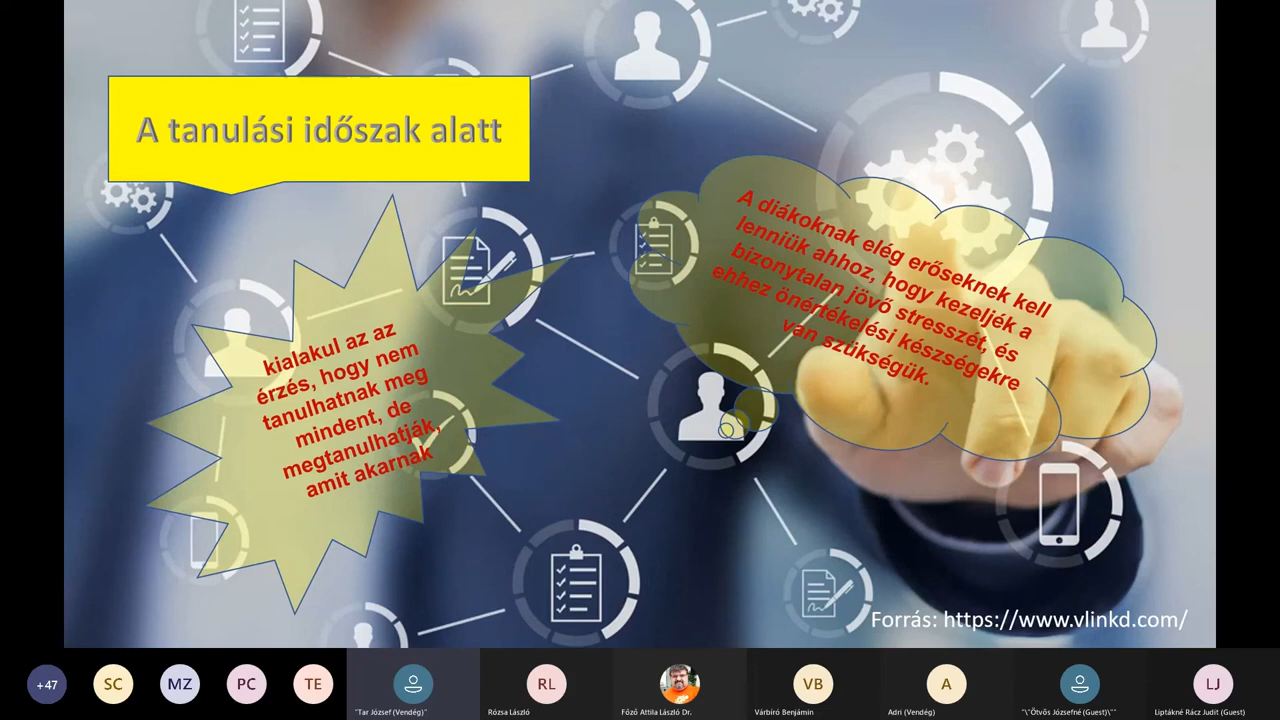 A tanulási időszak alatt
kialakul az az
érzés, hogy nem
tanulhatnak meg
mindent, de
megtanulhatják,
amit akarnak
A diákoknak elég erőseknek kell
lenniük ahhoz, hogy kezeljék a
bizonytalan jövő stresszét, és
ehhez önértékelési készségekre
van szükségük.
Forrás: https://www.vlinkd.com/
+47
SC
MZ
PC
TE
RL
VB
A
LJ
"Tar József (Vendég)"
Rózsa László
Főző Attila László Dr.
Várbíró Benjámin
Adri (Vendég)
"\"Ötvös Józsefné (Guest)\""
Liptákné Rácz Judit (Guest)